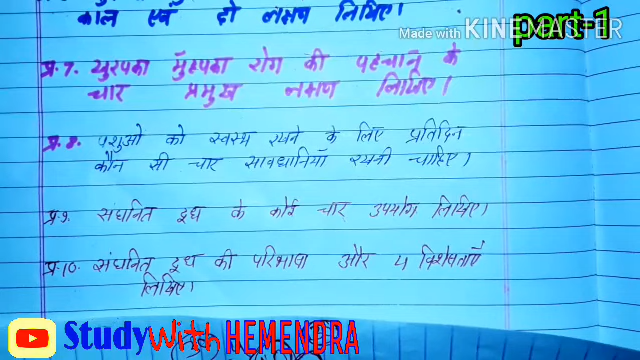 काल एवँ दो लक्षण लिखिए।
part-1
Made with KINEMASTER
प्र.7. खुरपका मुँहपका रोग की पहचान के
चार प्रमुख लक्षण लिखिए।
प्र.8. पशुओ को स्वस्थ रखने के लिए प्रतिदिन
कौन सी चार सावधानियाँ रखनी चाहिए।
प्र.9. संघनित दूध के कोई चार उपयोग लिखिए।
प्र.10. संघनित दूध की परिभाषा और 4 विशेषताएँ
लिखिए।
Study With HEMENDRA